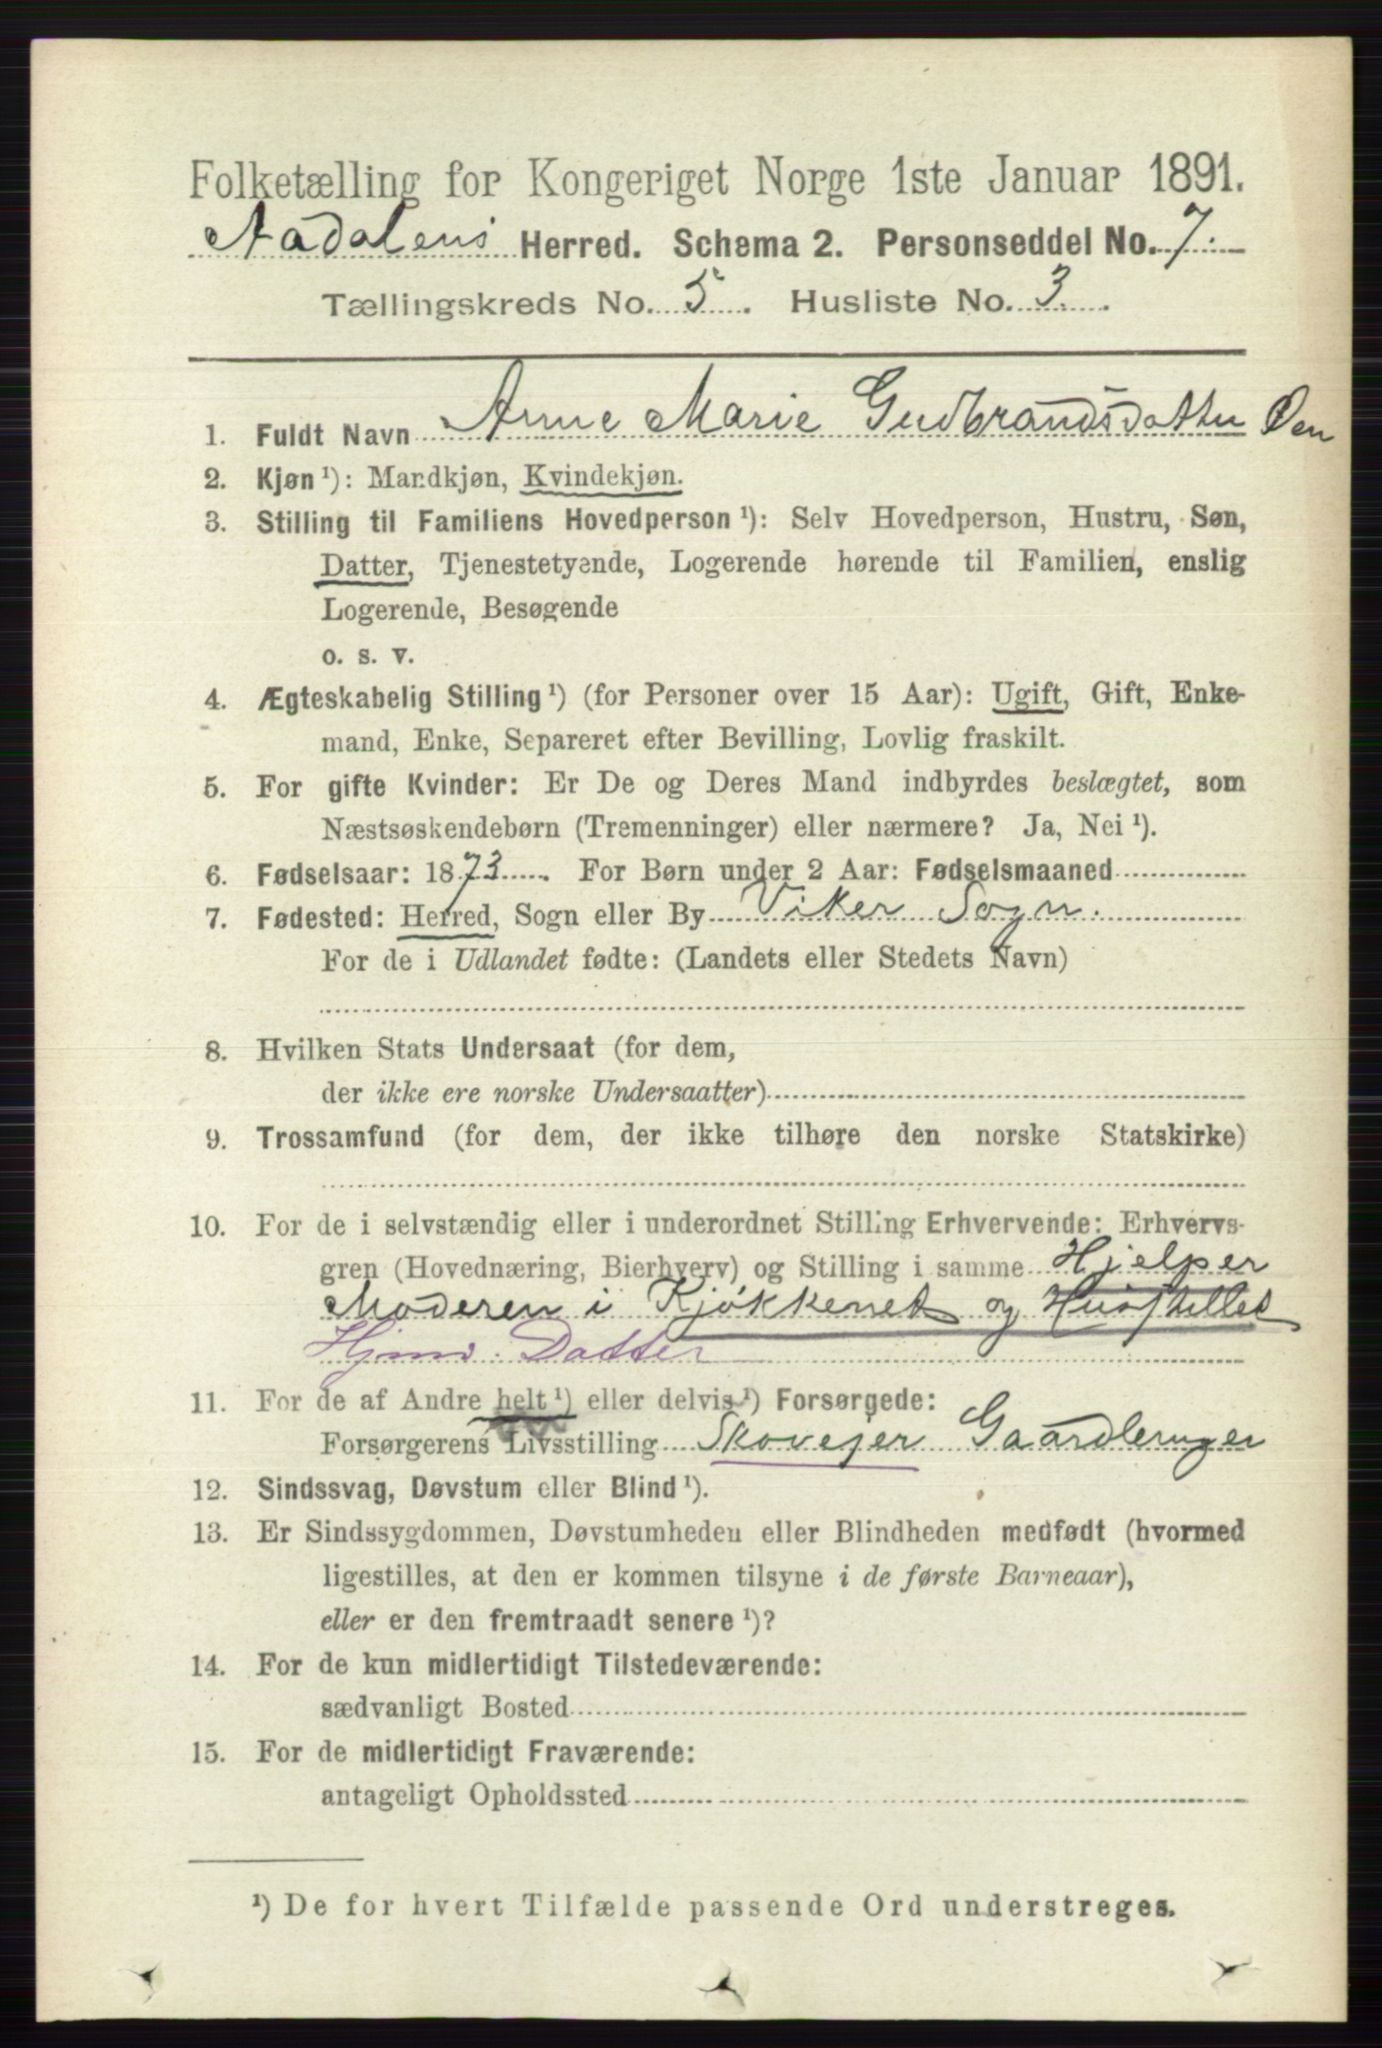 Folketælling for Kongeriget Norge 1ste Januar 1891.
Aadalens Herred. Schema 2. Personseddel No. 7.
Tællingskreds No. 5. Husliste No. 3.
1. Fuldt Navn Anne Marie Gudbrandsdatter Øen
2. Kjøn ¹): Mandkjøn, Kvindekjøn.
3. Stilling til Familiens Hovedperson ¹): Selv Hovedperson, Hustru, Søn,
Datter, Tjenestetyende, Logerende hørende til Familien, enslig
Logerende, Besøgende
o. s. v.
4. Ægteskabelig Stilling ¹) (for Personer over 15 Aar): Ugift, Gift, Enke-
mand, Enke, Separeret efter Bevilling, Lovlig fraskilt.
5. For gifte Kvinder: Er De og Deres Mand indbyrdes beslægtet, som
Næstsøskendebørn (Tremenninger) eller nærmere? Ja, Nei ¹).
6. Fødselsaar: 1873. For Børn under 2 Aar: Fødselsmaaned
7. Fødested: Herred, Sogn eller By Viker Sogn.
For de i Udlandet fødte: (Landets eller Stedets Navn)
8. Hvilken Stats Undersaat (for dem,
der ikke ere norske Undersaatter)
9. Trossamfund (for dem, der ikke tilhøre den norske Statskirke)
10. For de i selvstændig eller i underordnet Stilling Erhvervende: Erhvervs-
gren (Hovednæring, Bierhverv) og Stilling i samme Hjelper
Moderen i Kjøkkenet og Husstellet
Hjmv. Datter
11. For de af Andre helt ¹) eller delvis ¹) Forsørgede:
Forsørgerens Livsstilling Skovejer Gaardbruger
12. Sindssvag, Døvstum eller Blind ¹).
13. Er Sindssygdommen, Døvstumheden eller Blindheden medfødt (hvormed
ligestilles, at den er kommen tilsyne i de første Barneaar),
eller er den fremtraadt senere ¹)?
14. For de kun midlertidigt Tilstedeværende:
sædvanligt Bosted
15. For de midlertidigt Fraværende:
antageligt Opholdssted
¹) De for hvert Tilfælde passende Ord understreges.